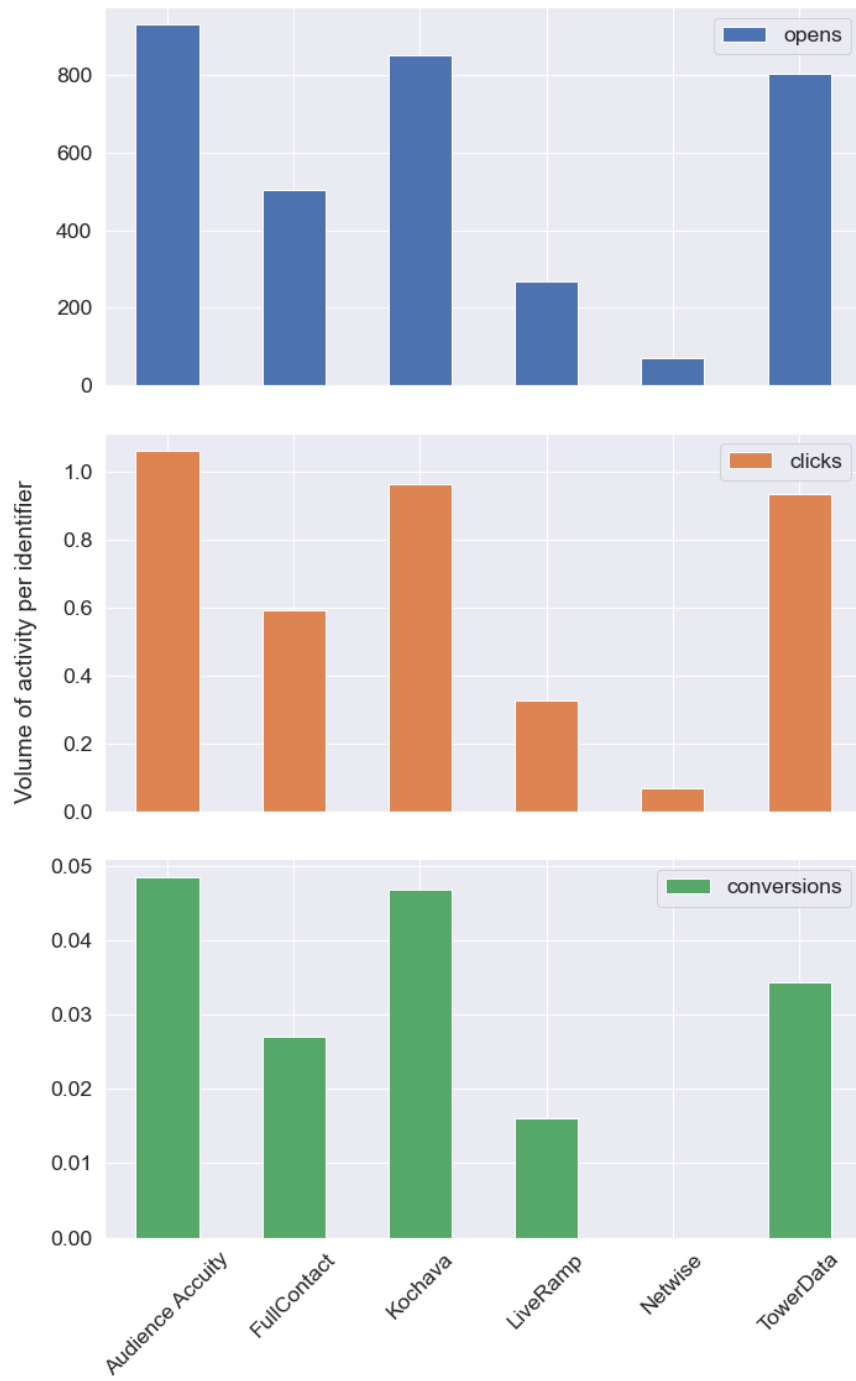 opens
800
600
400
200
0
clicks
1.0
0.8
0.6
0.4
0.2
0.0
Volume of activity per identifier
conversions
0.05
0.04
0.03
0.02
0.01
0.00
Audience Accuity
FullContact
Kochava
LiveRamp
Netwise
TowerData